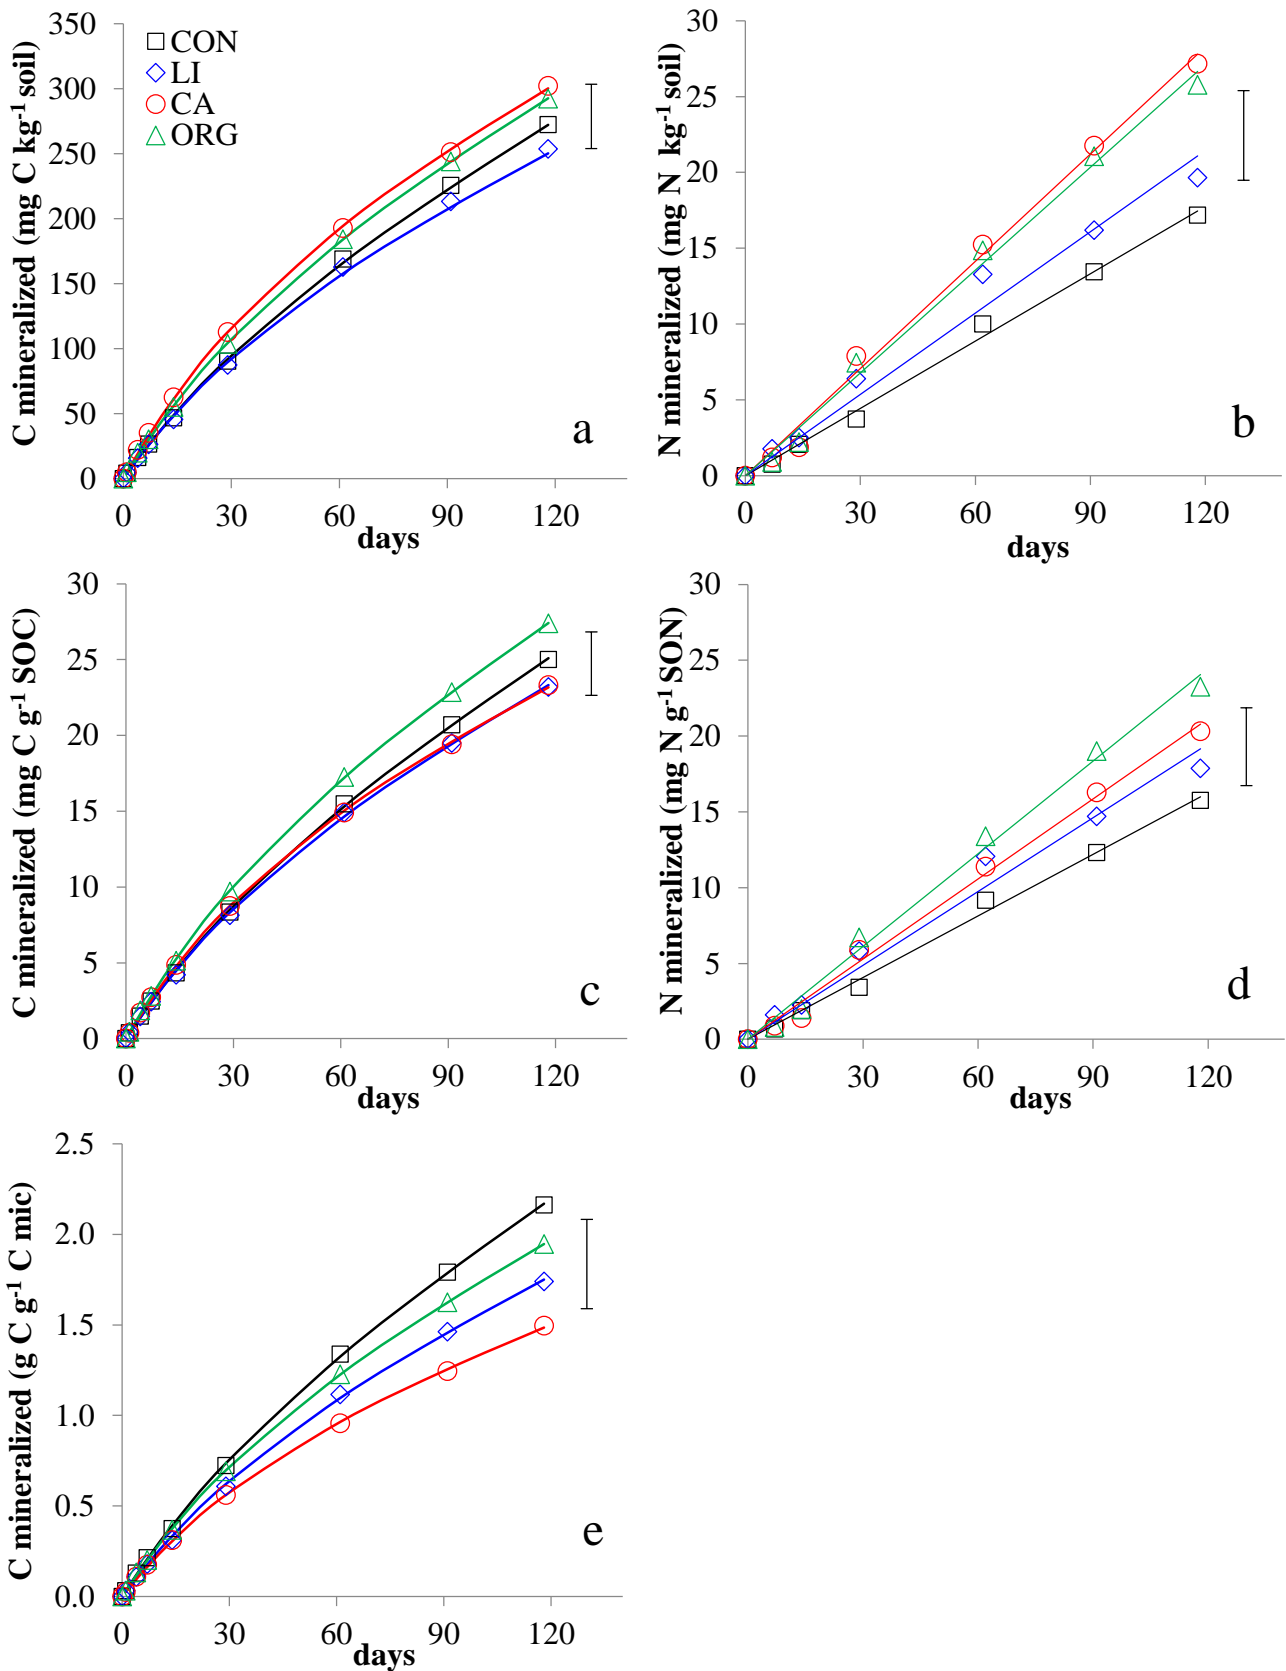 C mineralized (mg C kg⁻¹ soil)
350
300
250
200
150
100
50
0
CON
LI
CA
ORG
a
0 30 60 90 120
days
N mineralized (mg N kg⁻¹ soil)
30
25
20
15
10
5
0
b
0 30 60 90 120
days
C mineralized (mg C g⁻¹ SOC)
30
25
20
15
10
5
0
c
0 30 60 90 120
days
N mineralized (mg N g⁻¹ SON)
30
25
20
15
10
5
0
d
0 30 60 90 120
days
C mineralized (g C g⁻¹ C mic)
2.5
2.0
1.5
1.0
0.5
0.0
e
0 30 60 90 120
days